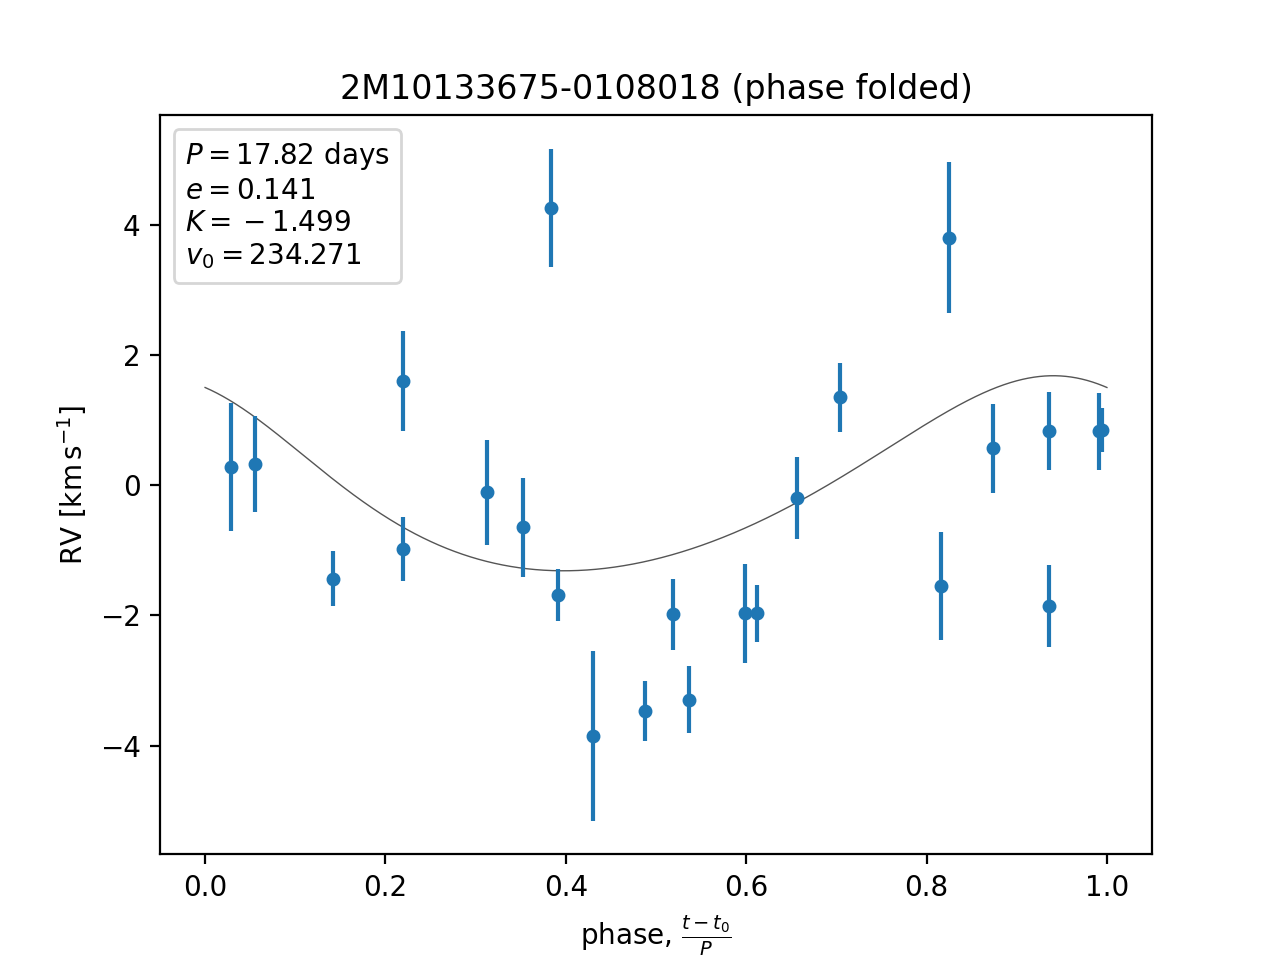 2M10133675-0108018 (phase folded)
P = 17.82 days
e = 0.141
K = −1.499
v₀ = 234.271
4
2
0
−2
−4
RV [km s⁻¹]
0.0 0.2 0.4 0.6 0.8 1.0
phase, (t − t₀)/P